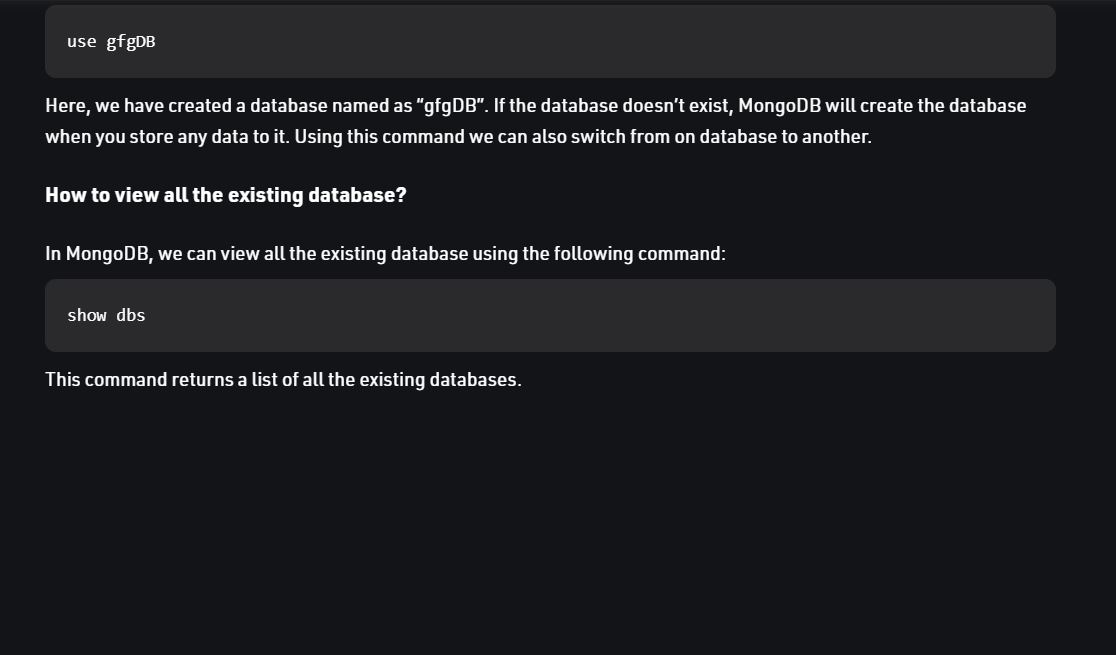 use gfgDB
Here, we have created a database named as “gfgDB”. If the database doesn’t exist, MongoDB will create the database
when you store any data to it. Using this command we can also switch from on database to another.
How to view all the existing database?
In MongoDB, we can view all the existing database using the following command:
show dbs
This command returns a list of all the existing databases.